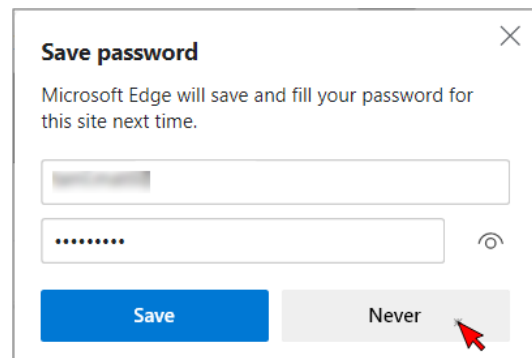 Save password
Microsoft Edge will save and fill your password for
this site next time.
•••••••••
Save
Never